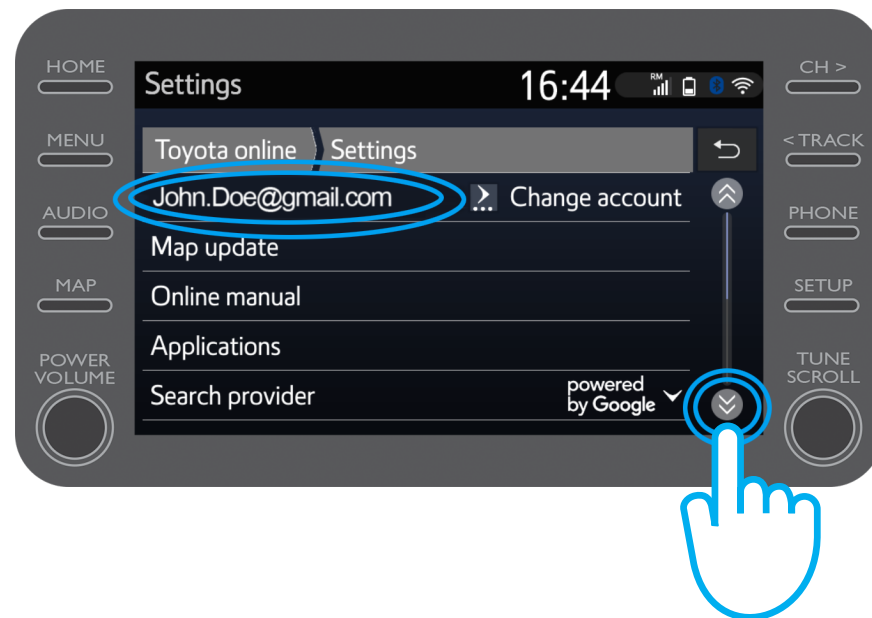 HOME
CH >
Settings 16:44 RM
MENU
< TRACK
Toyota online Settings
John.Doe@gmail.com Change account
AUDIO
PHONE
Map update
MAP
Online manual
SETUP
Applications
POWER
VOLUME
TUNE
SCROLL
Search provider
powered
by Google